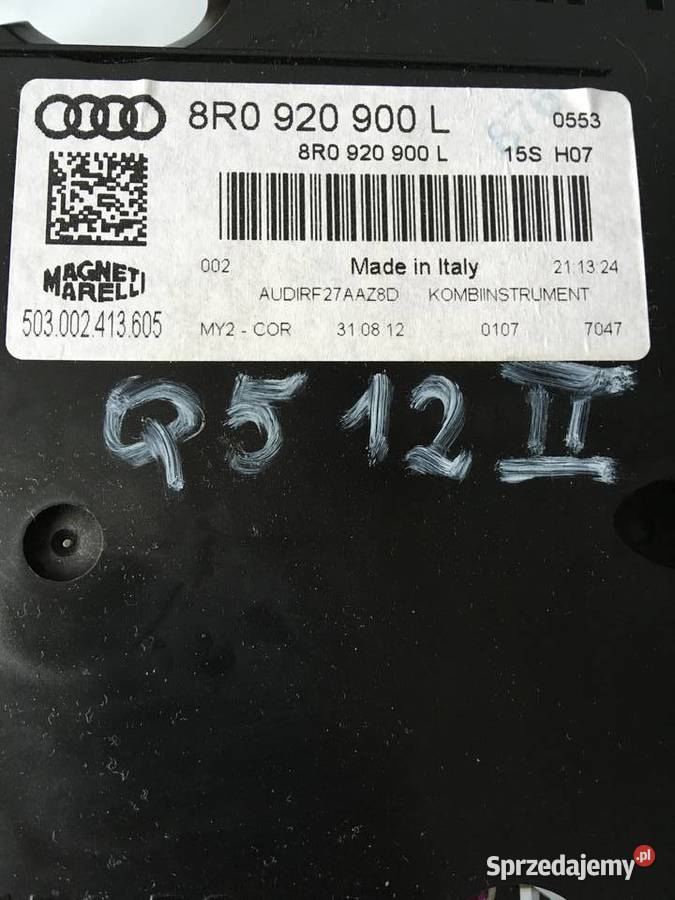 8R0 920 900 L 0553
8R0 920 900 L 15S H07
002 Made in Italy 21:13:24
AUDIRF27AAZ8D KOMBIINSTRUMENT
MAGNETI
MARELLI
503.002.413.605 MY2 - COR 31 08 12 0107 7047
Q5 12 II
Sprzedajemy.pl